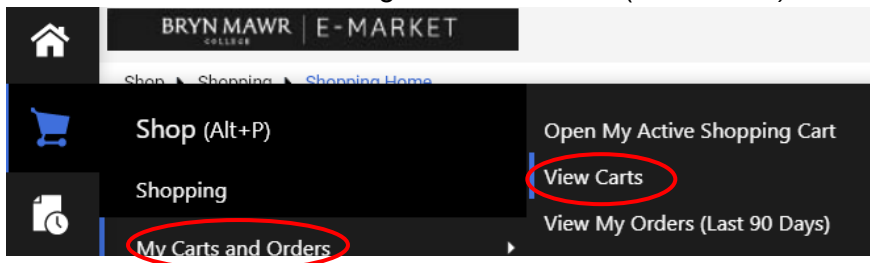 BRYN MAWR | E-MARKET
COLLEGE
Shop Shopping Shopping Home
Shop (Alt+P)
Open My Active Shopping Cart
Shopping
View Carts
My Carts and Orders
View My Orders (Last 90 Days)